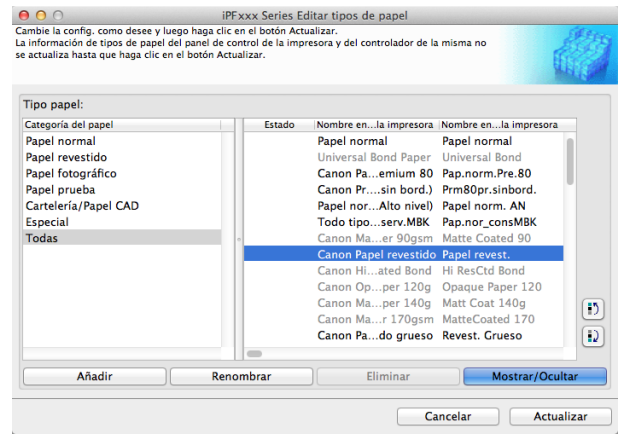 iPFxxx Series Editar tipos de papel
Cambie la config. como desee y luego haga clic en el botón Actualizar.
La información de tipos de papel del panel de control de la impresora y del controlador de la misma no
se actualiza hasta que haga clic en el botón Actualizar.
Tipo papel:
Categoría del papel Estado Nombre en...la impresora Nombre en...la impresora
Papel normal Papel normal Papel normal
Papel revestido Universal Bond Paper Universal Bond
Papel fotográfico Canon Pa...emium 80 Pap.norm.Pre.80
Papel prueba Canon Pr....sin bord.) Prm80pr.sinbord.
Cartelería/Papel CAD Papel nor...Alto nivel) Papel norm. AN
Especial Todo tipo...serv.MBK Pap.nor_consMBK
Todas Canon Ma...er 90gsm Matte Coated 90
Canon Papel revestido Papel revest.
Canon Hi...ated Bond Hi ResCtd Bond
Canon Op...per 120g Opaque Paper 120
Canon Ma...per 140g Matt Coat 140g
Canon Ma...r 170gsm MatteCoated 170
Canon Pa...do grueso Revest. Grueso
Añadir Renombrar Eliminar Mostrar/Ocultar
Cancelar Actualizar